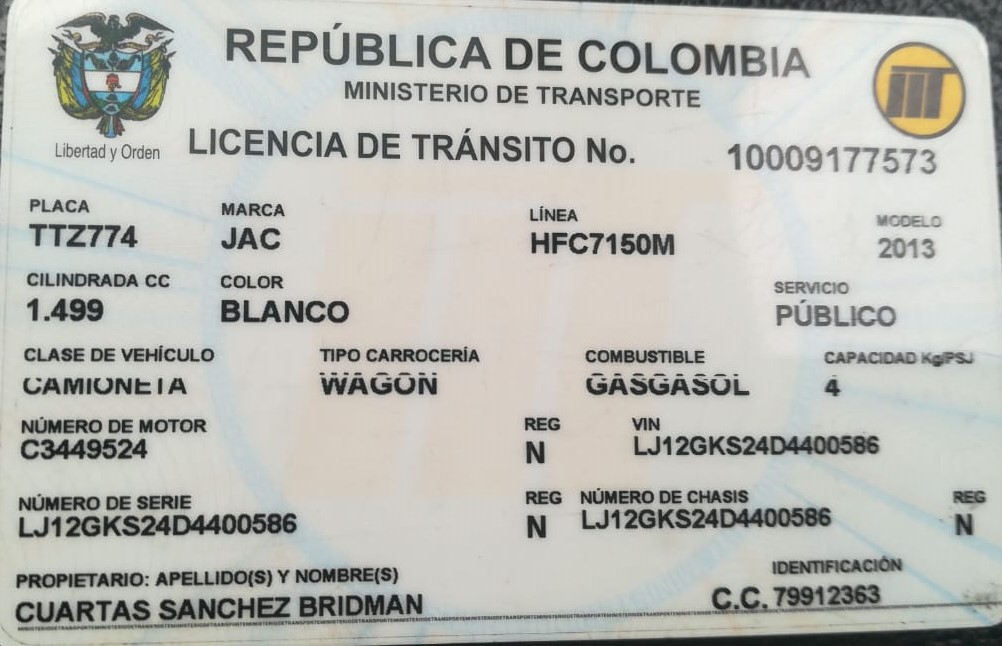 REPÚBLICA DE COLOMBIA
MINISTERIO DE TRANSPORTE
Libertad y Orden
LICENCIA DE TRÁNSITO No. 10009177573
PLACA MARCA LÍNEA MODELO
TTZ774 JAC HFC7150M 2013
CILINDRADA CC COLOR SERVICIO
1.499 BLANCO PÚBLICO
CLASE DE VEHÍCULO TIPO CARROCERÍA COMBUSTIBLE CAPACIDAD Kg/PSJ
CAMIONETA WAGON GASGASOL 4
NÚMERO DE MOTOR REG VIN
C3449524 N LJ12GKS24D4400586
NÚMERO DE SERIE REG NÚMERO DE CHASIS REG
LJ12GKS24D4400586 N LJ12GKS24D4400586 N
PROPIETARIO: APELLIDO(S) Y NOMBRE(S) IDENTIFICACIÓN
CUARTAS SANCHEZ BRIDMAN C.C. 79912363